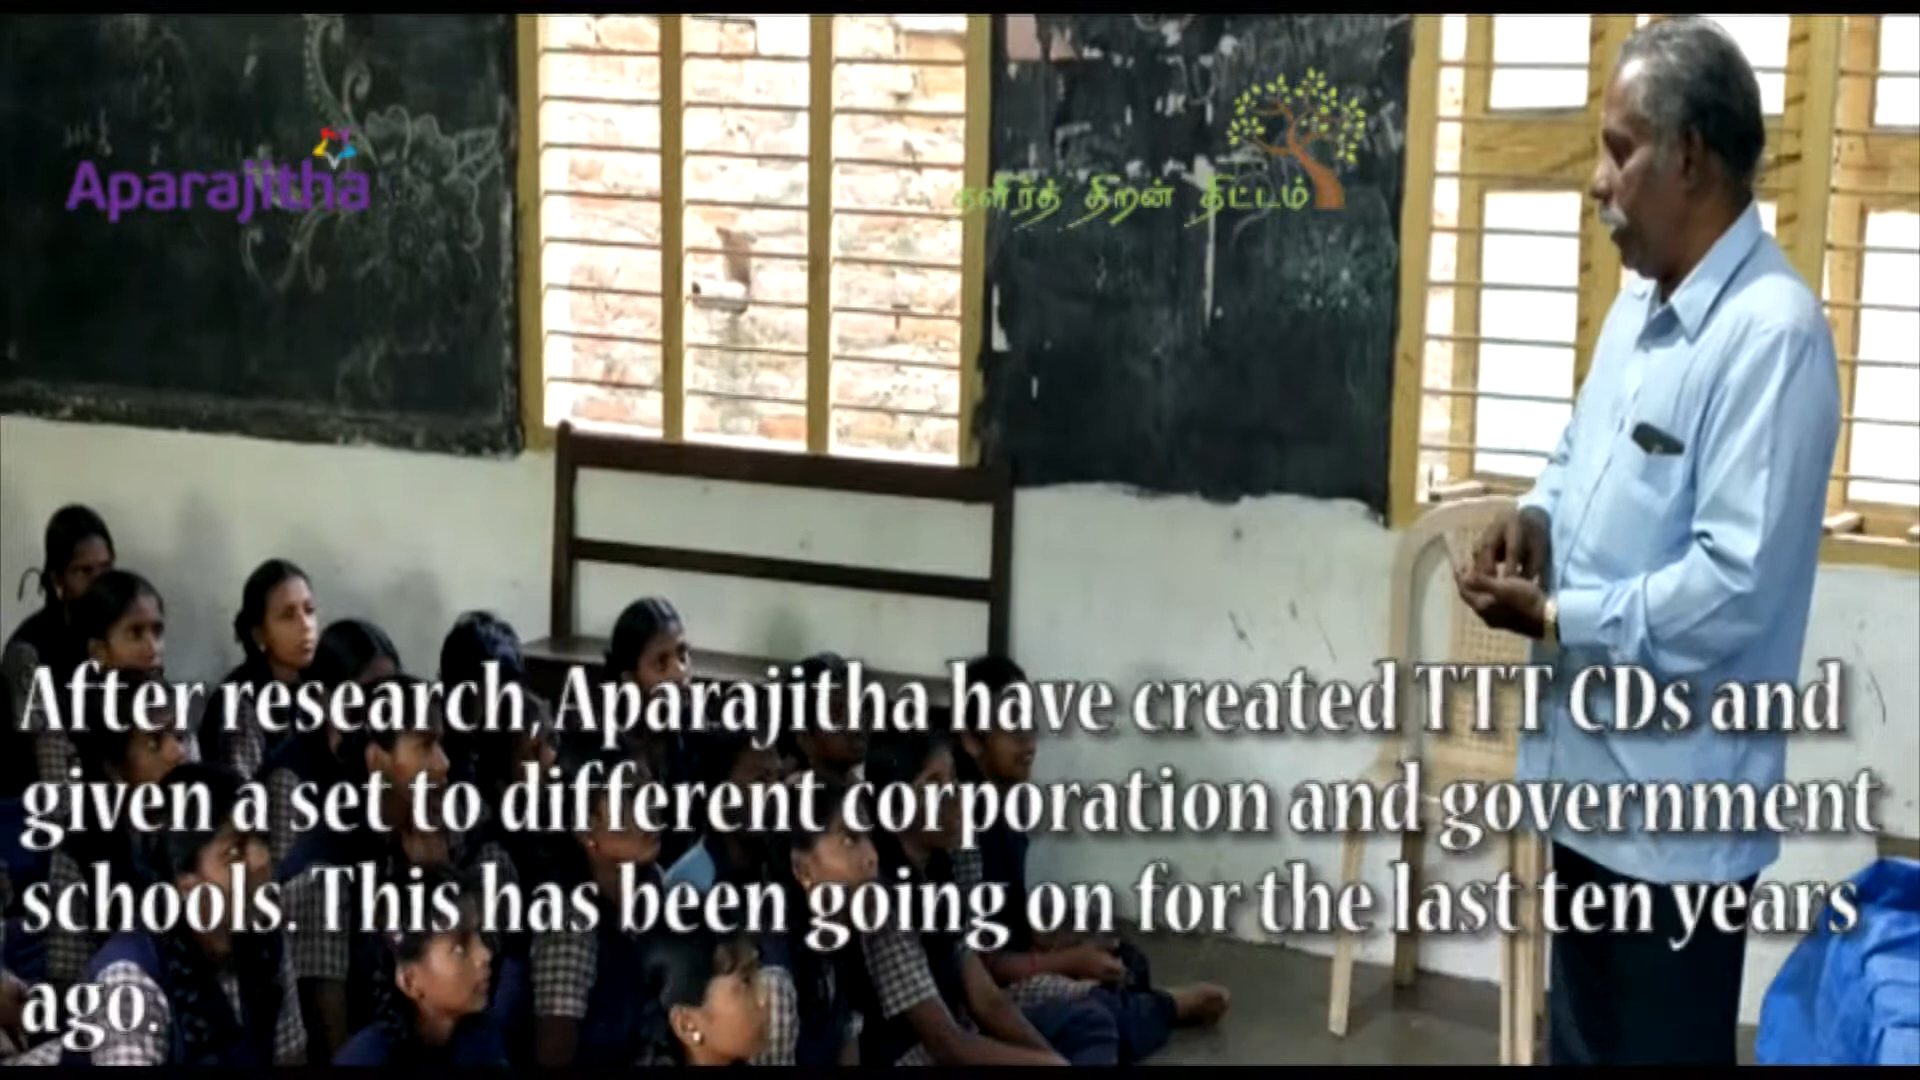 Aparajitha
தளிர்த் திறன் திட்டம்
After research, Aparajitha have created TTT CDs and
given a set to different corporation and government
schools. This has been going on for the last ten years
ago.